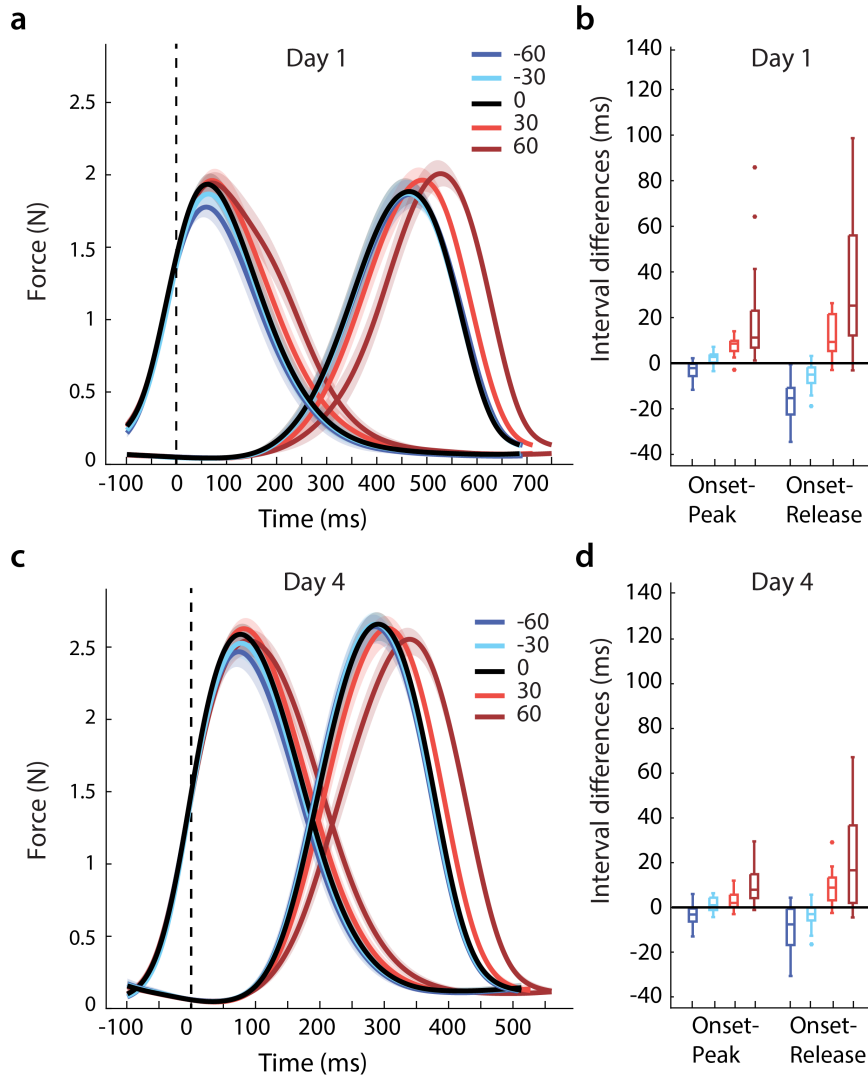 a
Day 1
-60
-30
0
30
60
2.5
2
1.5
1
0.5
0
Force (N)
-100 0 100 200 300 400 500 600 700
Time (ms)
b
Day 1
140
120
100
80
60
40
20
0
-20
-40
Interval differences (ms)
Onset-
Peak
Onset-
Release
c
Day 4
-60
-30
0
30
60
2.5
2
1.5
1
0.5
0
Force (N)
-100 0 100 200 300 400 500
Time (ms)
d
Day 4
140
120
100
80
60
40
20
0
-20
-40
Interval differences (ms)
Onset-
Peak
Onset-
Release